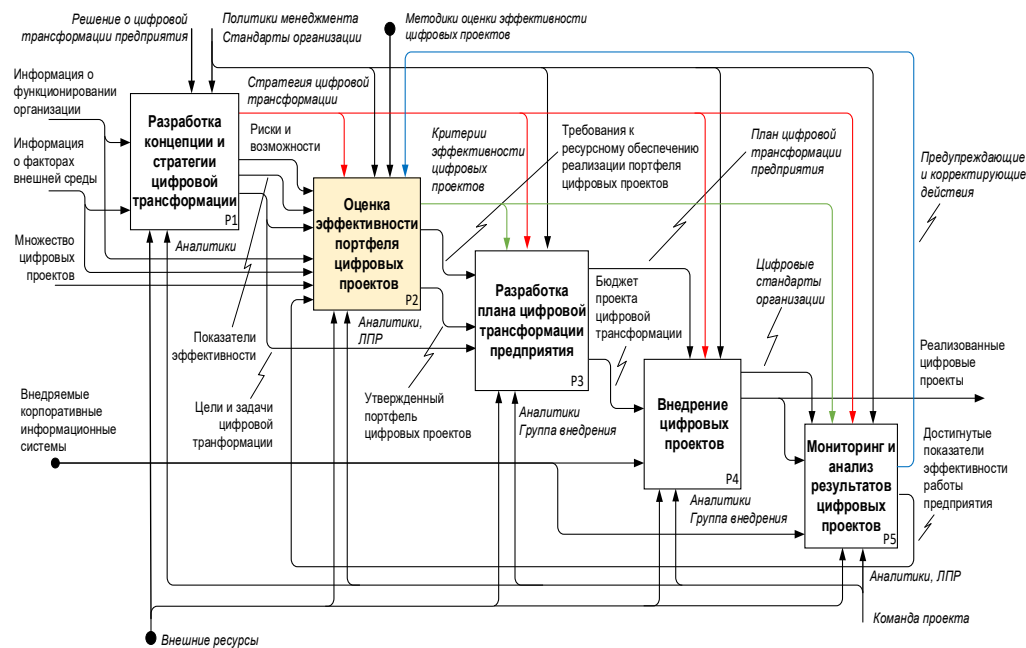 Решение о цифровой
трансформации предприятия
Политики менеджмента
Стандарты организации
Методики оценки эффективности
цифровых проектов
Информация о
функционировании
организации
Информация
о факторах
внешней среды
Множество
цифровых
проектов
Разработка
концепции и
стратегии
цифровой
трансформации
P1
Стратегия цифровой
трансформации
Риски и
возможности
Аналитики
Оценка
эффективности
портфеля
цифровых
проектов
P2
Критерии
эффективности
цифровых
проектов
Требования к
ресурсному обеспечению
реализации портфеля
цифровых проектов
План цифровой
трансформации
предприятия
Предупреждающие
и корректирующие
действия
Показатели
эффективности
Цели и задачи
цифровой
транформации
Аналитики,
ЛПР
Утвержденный
портфель
цифровых проектов
Разработка
плана цифровой
трансформации
предприятия
P3
Бюджет
проекта
цифровой
трансформации
Цифровые
стандарты
организации
Реализованные
цифровые
проекты
Внедряемые
корпоративные
информационные
системы
Аналитики
Группа внедрения
Внедрение
цифровых
проектов
P4
Аналитики
Группа внедрения
Мониторинг и
анализ
результатов
цифровых
проектов
P5
Достигнутые
показатели
эффективности
работы
предприятия
Аналитики, ЛПР
Команда проекта
Внешние ресурсы